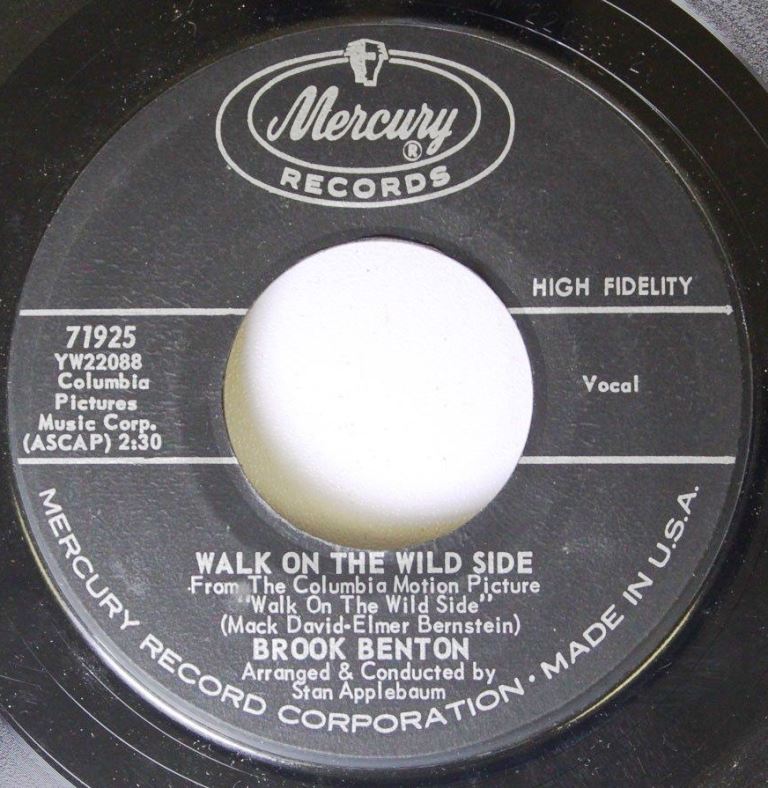 Mercury
®
RECORDS
HIGH FIDELITY
71925
YW22088
Columbia
Pictures
Music Corp.
(ASCAP) 2:30
Vocal
WALK ON THE WILD SIDE
From The Columbia Motion Picture
"Walk On The Wild Side"
(Mack David-Elmer Bernstein)
BROOK BENTON
Arranged & Conducted by
Stan Applebaum
MERCURY RECORD CORPORATION • MADE IN U.S.A.